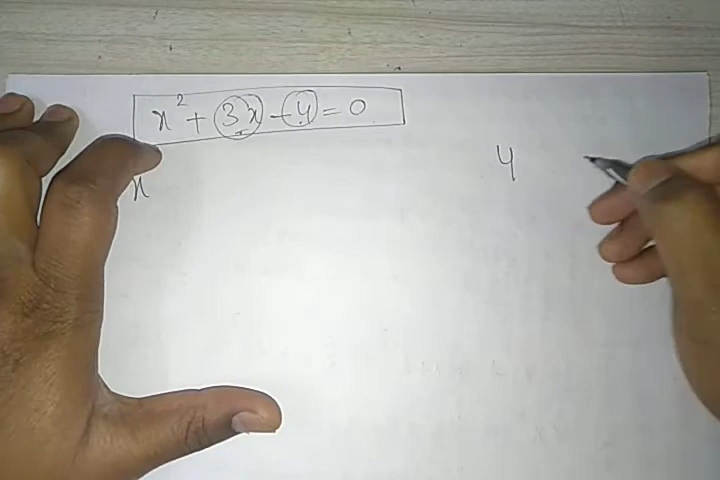 x² + 3x - 4 = 0
x
4